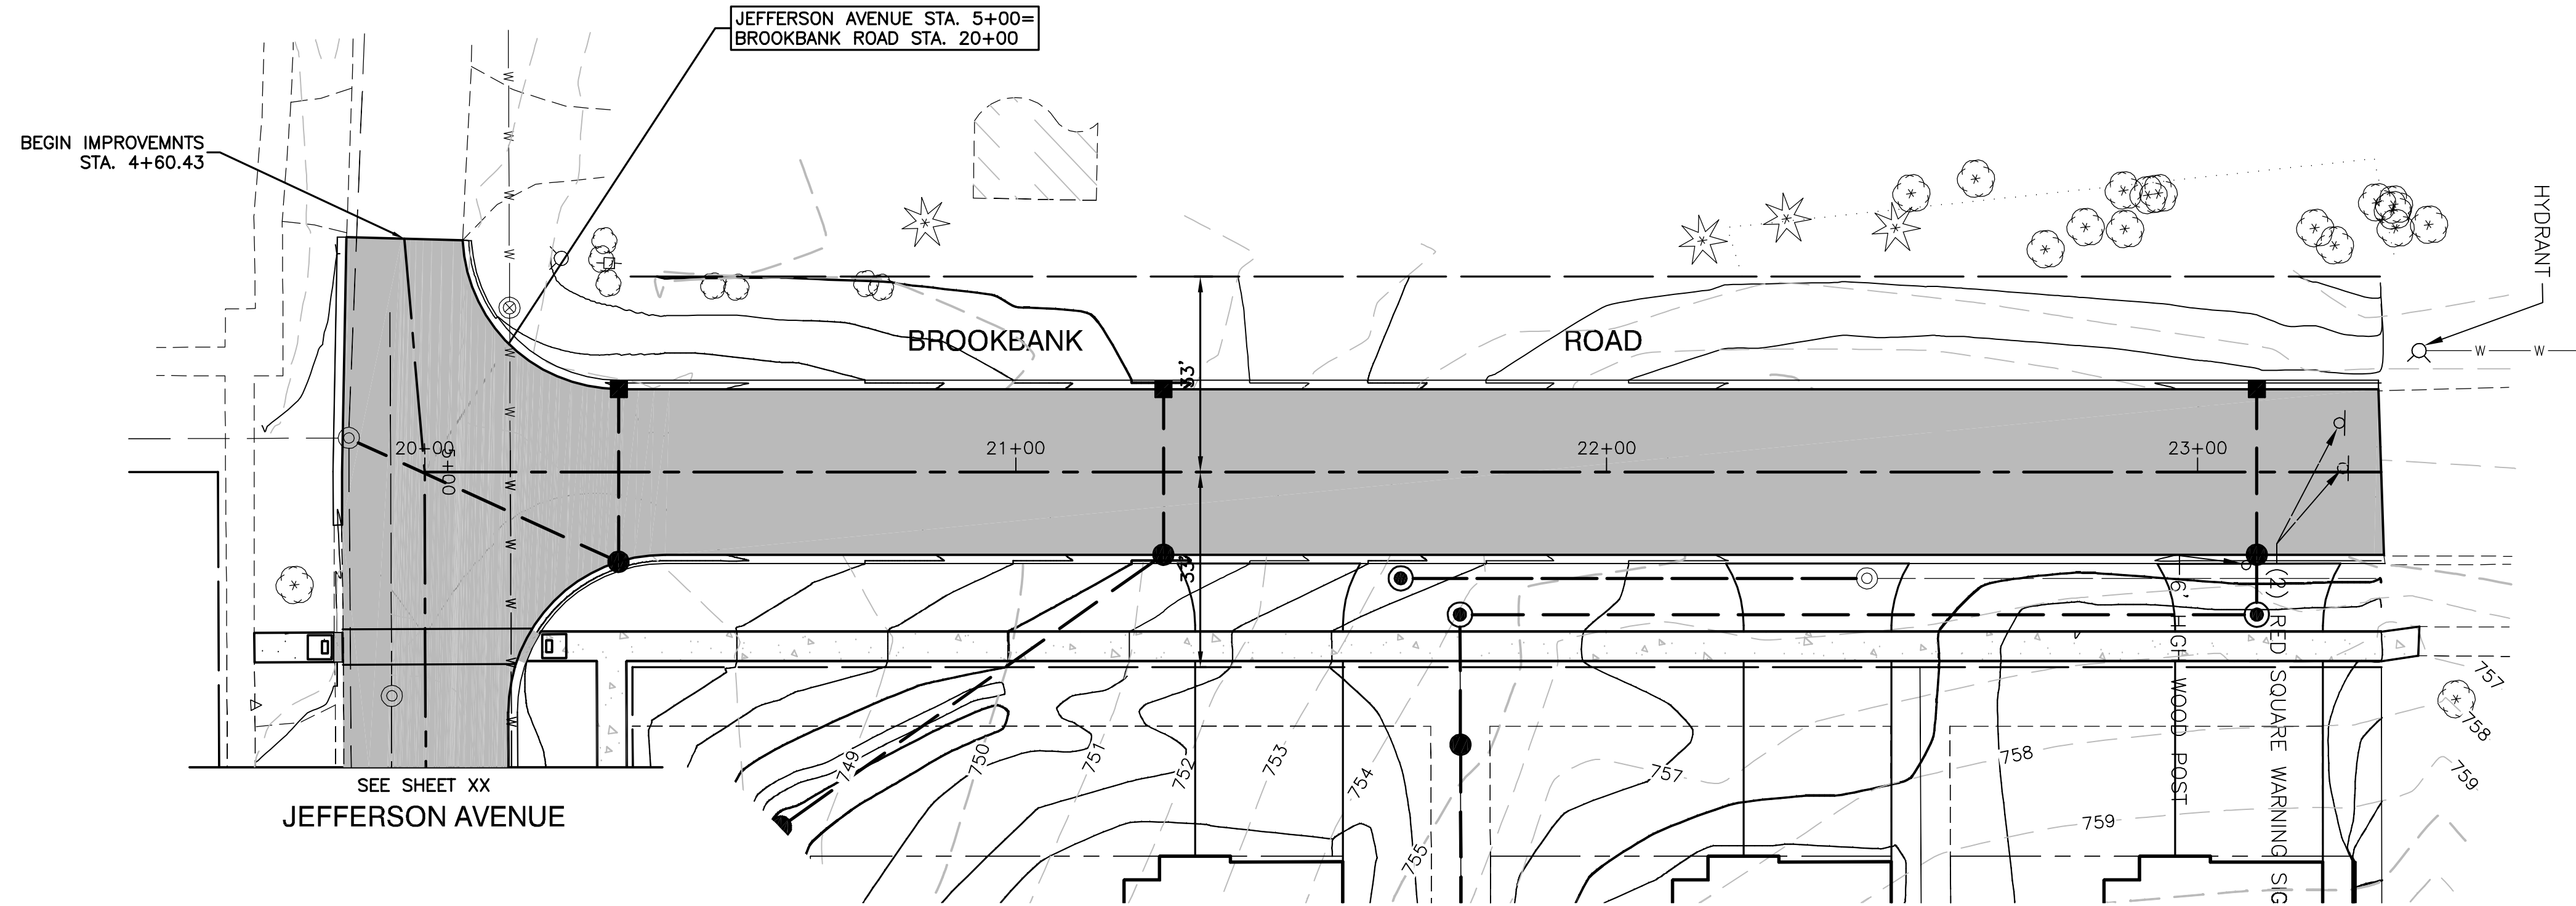 JEFFERSON AVENUE STA. 5+00=
BROOKBANK ROAD STA. 20+00
BEGIN IMPROVEMNTS
STA. 4+60.43
HYDRANT
BROOKBANK ROAD
33'
20+00
5+00
21+00
22+00
23+00
33'
6' HGH WOOD POST
(2) RED SQUARE WARNING SIG
W
W
W
W
W
W
W
W
W
W
W
W
W W
749
750
751
752
753
754
755
757
758
759
757
758
759
SEE SHEET XX
JEFFERSON AVENUE